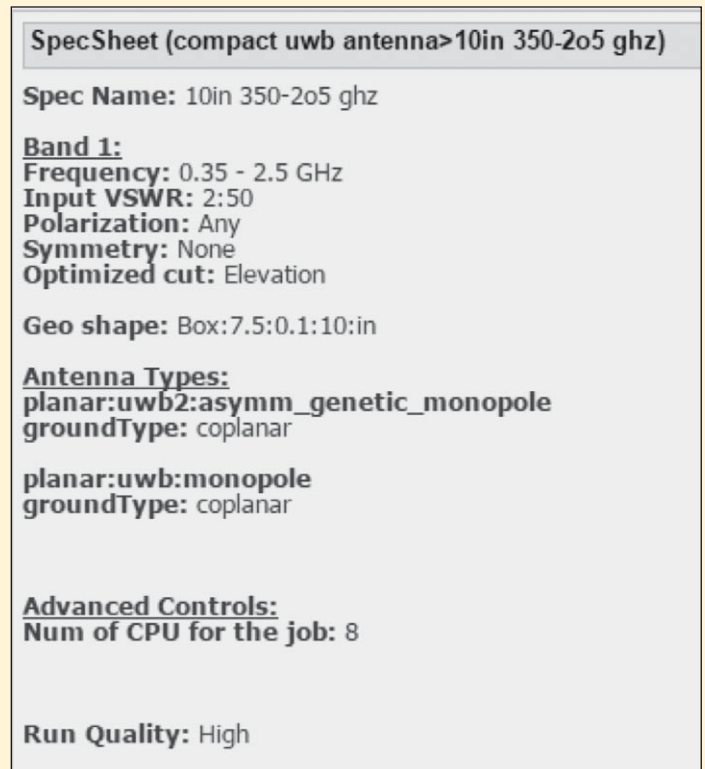 SpecSheet (compact uwb antenna>10in 350-2o5 ghz)
Spec Name: 10in 350-2o5 ghz
Band 1:
Frequency: 0.35 - 2.5 GHz
Input VSWR: 2:50
Polarization: Any
Symmetry: None
Optimized cut: Elevation
Geo shape: Box:7.5:0.1:10:in
Antenna Types:
planar:uwb2:asymm_genetic_monopole
groundType: coplanar
planar:uwb:monopole
groundType: coplanar
Advanced Controls:
Num of CPU for the job: 8
Run Quality: High